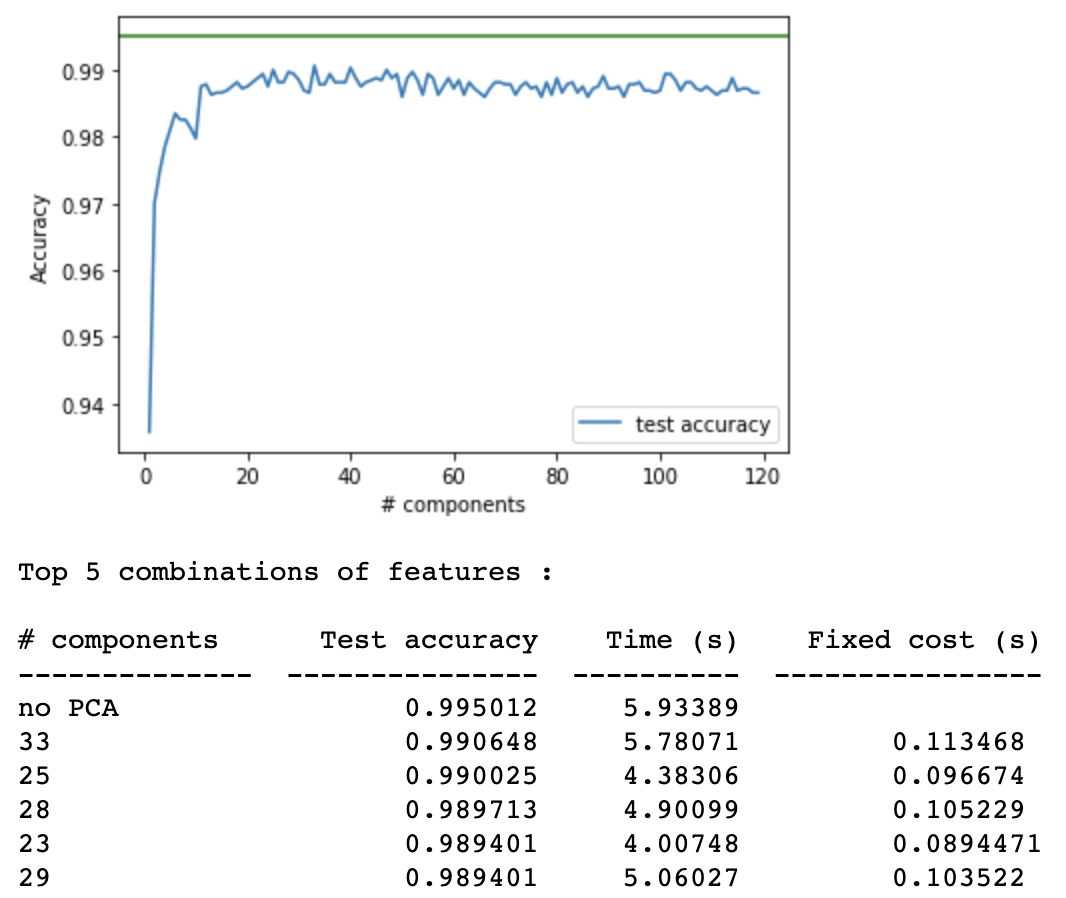 0.99
0.98
0.97
0.96
0.95
0.94
Accuracy
test accuracy
0 20 40 60 80 100 120
# components
Top 5 combinations of features :
# components Test accuracy Time (s) Fixed cost (s)
-------------- --------------- ---------- ----------------
no PCA 0.995012 5.93389
33 0.990648 5.78071 0.113468
25 0.990025 4.38306 0.096674
28 0.989713 4.90099 0.105229
23 0.989401 4.00748 0.0894471
29 0.989401 5.06027 0.103522